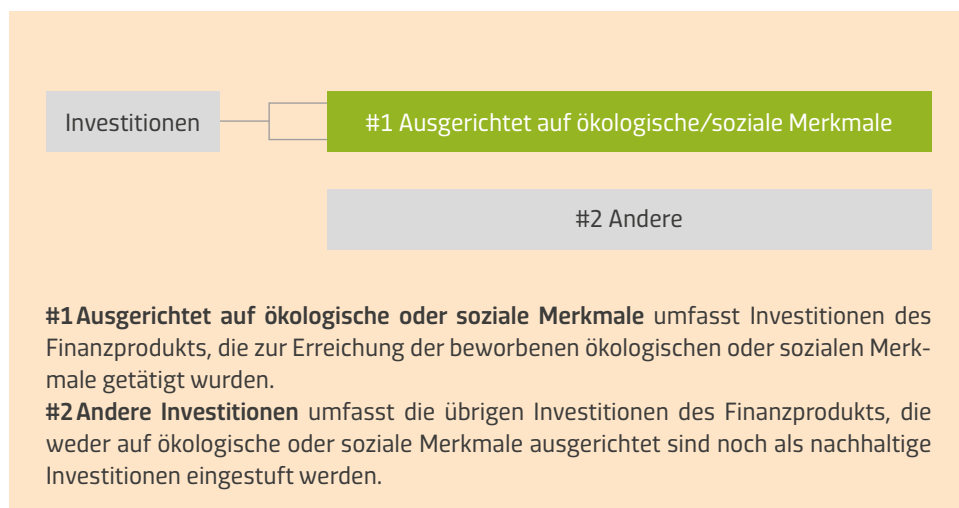 Investitionen
#1 Ausgerichtet auf ökologische/soziale Merkmale
#2 Andere
#1 Ausgerichtet auf ökologische oder soziale Merkmale umfasst Investitionen des
Finanzprodukts, die zur Erreichung der beworbenen ökologischen oder sozialen Merk-
male getätigt wurden.
#2 Andere Investitionen umfasst die übrigen Investitionen des Finanzprodukts, die
weder auf ökologische oder soziale Merkmale ausgerichtet sind noch als nachhaltige
Investitionen eingestuft werden.